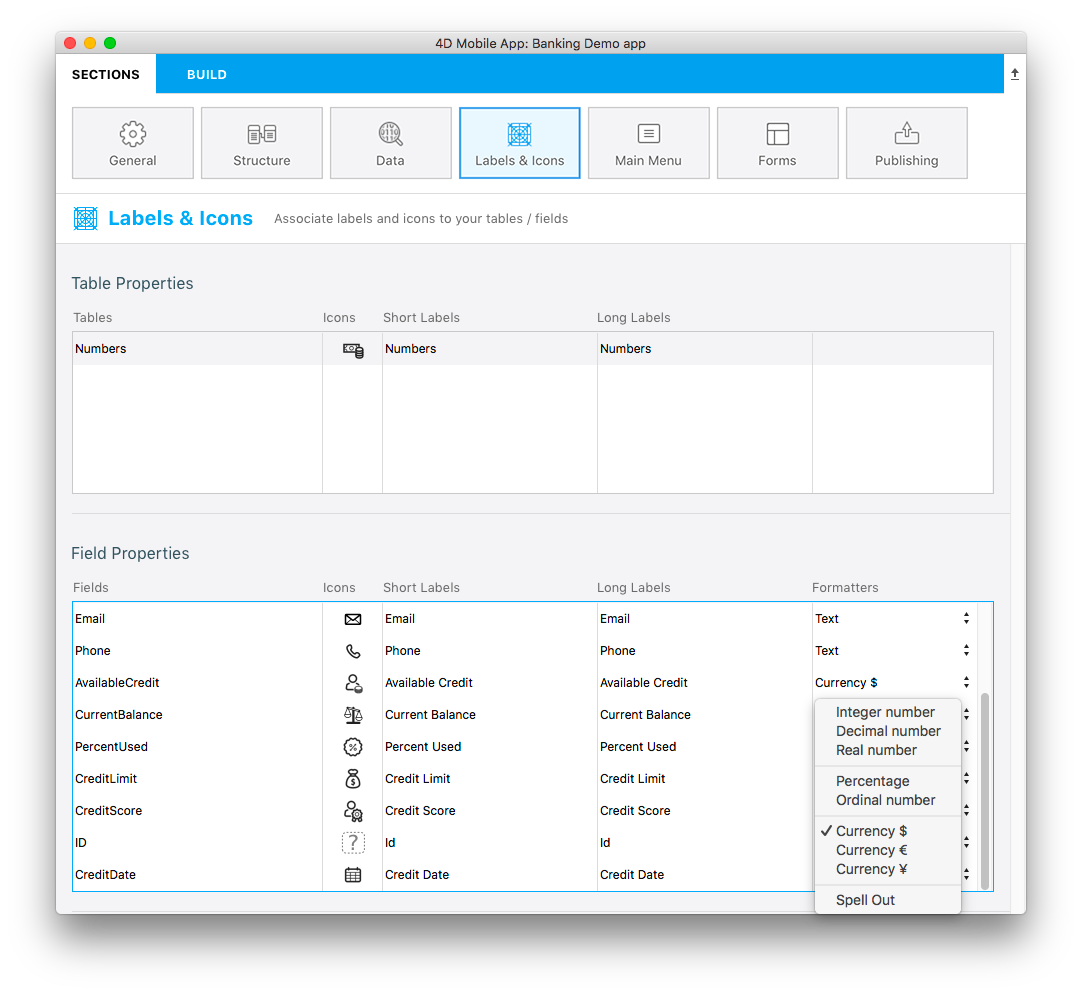 4D Mobile App: Banking Demo app
SECTIONS BUILD
General Structure Data Labels & Icons Main Menu Forms Publishing
Labels & Icons Associate labels and icons to your tables / fields
Table Properties
Tables Icons Short Labels Long Labels
Numbers Numbers Numbers
Field Properties
Fields Icons Short Labels Long Labels Formatters
Email Email Email Text
Phone Phone Phone Text
AvailableCredit Available Credit Available Credit Currency $
CurrentBalance Current Balance Current Balance
PercentUsed Percent Used Percent Used
CreditLimit Credit Limit Credit Limit
CreditScore Credit Score Credit Score
ID ? Id Id
CreditDate Credit Date Credit Date
Integer number
Decimal number
Real number
Percentage
Ordinal number
✓ Currency $
Currency €
Currency ¥
Spell Out